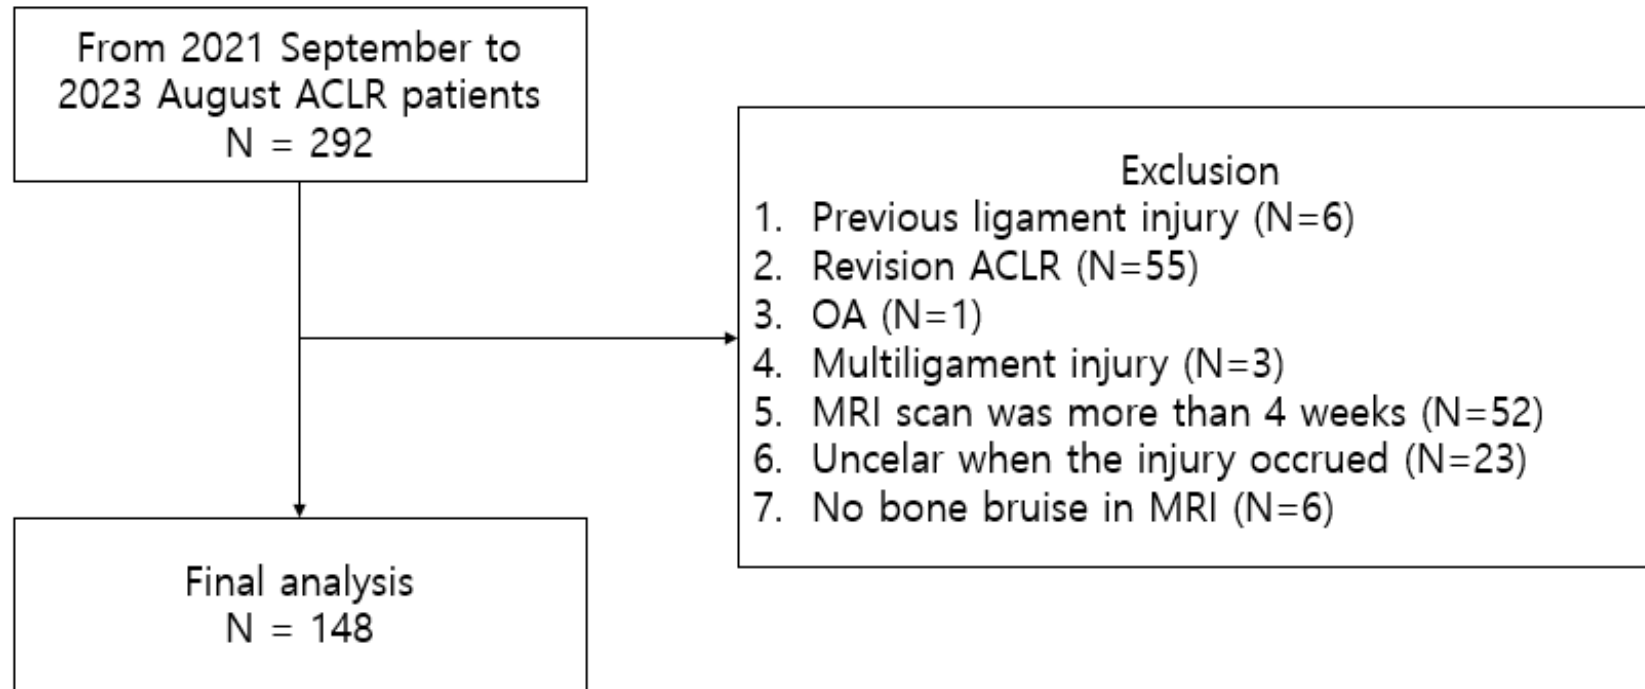 From 2021 September to
2023 August ACLR patients
N = 292
Exclusion
1. Previous ligament injury (N=6)
2. Revision ACLR (N=55)
3. OA (N=1)
4. Multiligament injury (N=3)
5. MRI scan was more than 4 weeks (N=52)
6. Uncelar when the injury occrued (N=23)
7. No bone bruise in MRI (N=6)
Final analysis
N = 148